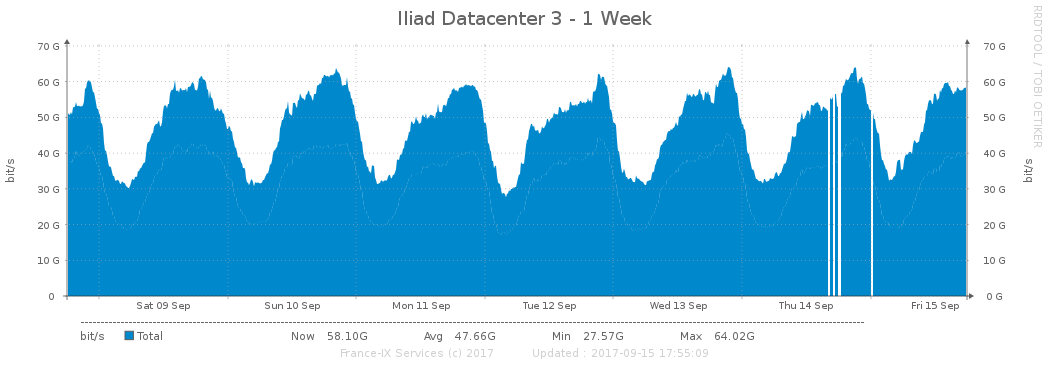 Iliad Datacenter 3 - 1 Week
RRDTOOL / TOBI OETIKER
bit/s
70 G 70 G
60 G 60 G
50 G 50 G
40 G 40 G
30 G 30 G
20 G 20 G
10 G 10 G
0 0 G
bit/s
Sat 09 Sep Sun 10 Sep Mon 11 Sep Tue 12 Sep Wed 13 Sep Thu 14 Sep Fri 15 Sep
bit/s Total Now 58.10G Avg 47.66G Min 27.57G Max 64.02G
France-IX Services (c) 2017 Updated : 2017-09-15 17:55:09